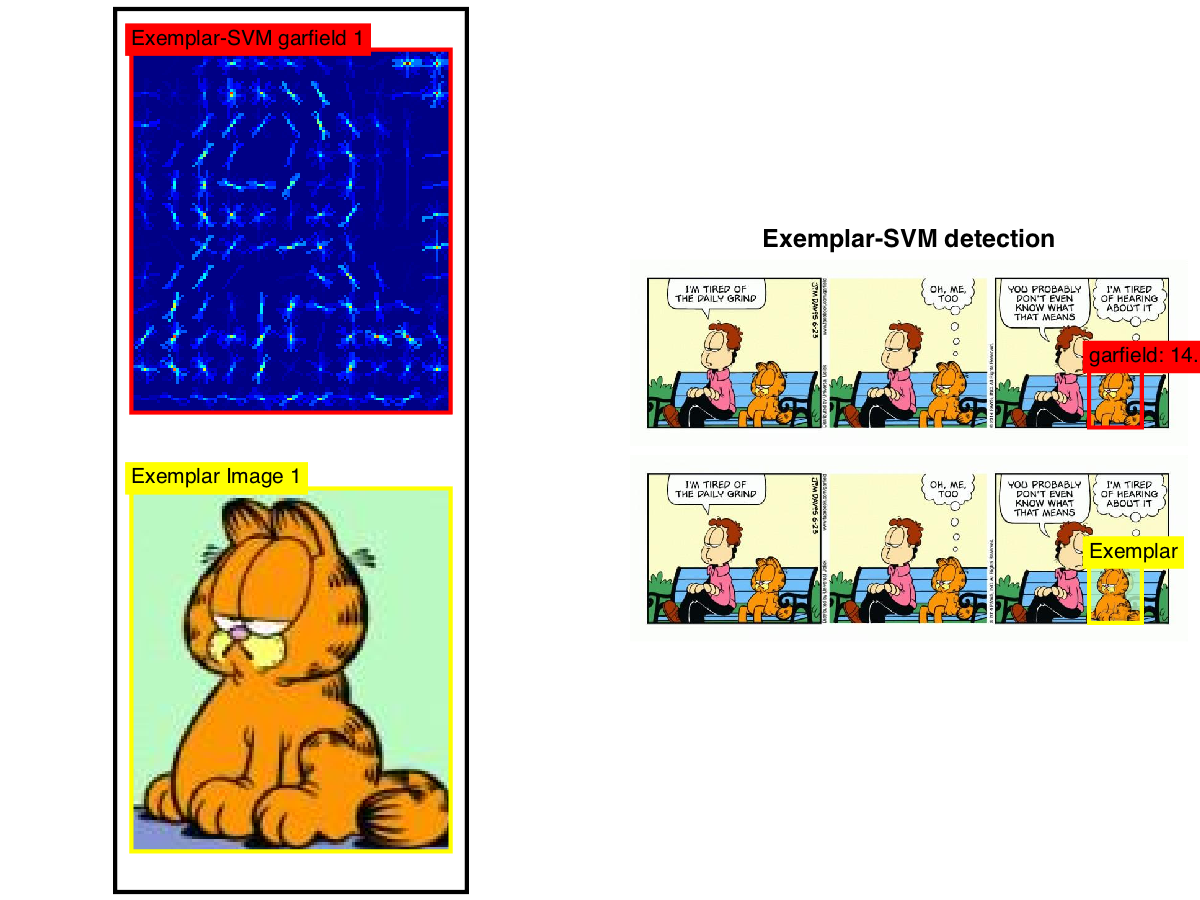 Exemplar-SVM garfield 1
Exemplar Image 1
Exemplar-SVM detection
I'M TIRED OF
THE DAILY GRIND
JIM DAVIS 6-23
OH, ME,
TOO
YOU PROBABLY
DON'T EVEN
KNOW WHAT
THAT MEANS
I'M TIRED
OF HEARING
ABOUT IT
garfield: 14.
I'M TIRED OF
THE DAILY GRIND
JIM DAVIS 6-23
OH, ME,
TOO
YOU PROBABLY
DON'T EVEN
KNOW WHAT
THAT MEANS
I'M TIRED
OF HEARING
ABOUT IT
Exemplar